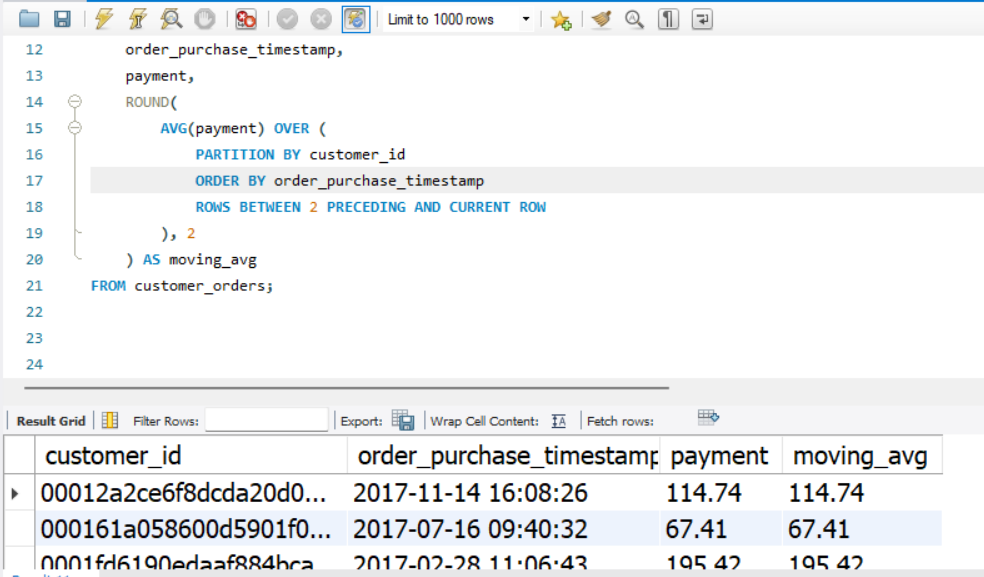 Limit to 1000 rows
12 order_purchase_timestamp,
13 payment,
14 ROUND(
15 AVG(payment) OVER (
16 PARTITION BY customer_id
17 ORDER BY order_purchase_timestamp
18 ROWS BETWEEN 2 PRECEDING AND CURRENT ROW
19 ), 2
20 ) AS moving_avg
21 FROM customer_orders;
22
23
24
Result Grid Filter Rows: Export: Wrap Cell Content: IA Fetch rows:
customer_id order_purchase_timestamp payment moving_avg
00012a2ce6f8dcda20d0... 2017-11-14 16:08:26 114.74 114.74
000161a058600d5901f0... 2017-07-16 09:40:32 67.41 67.41
0001fd6190edaaf884bca 2017-02-28 11:06:43 195.42 195.42